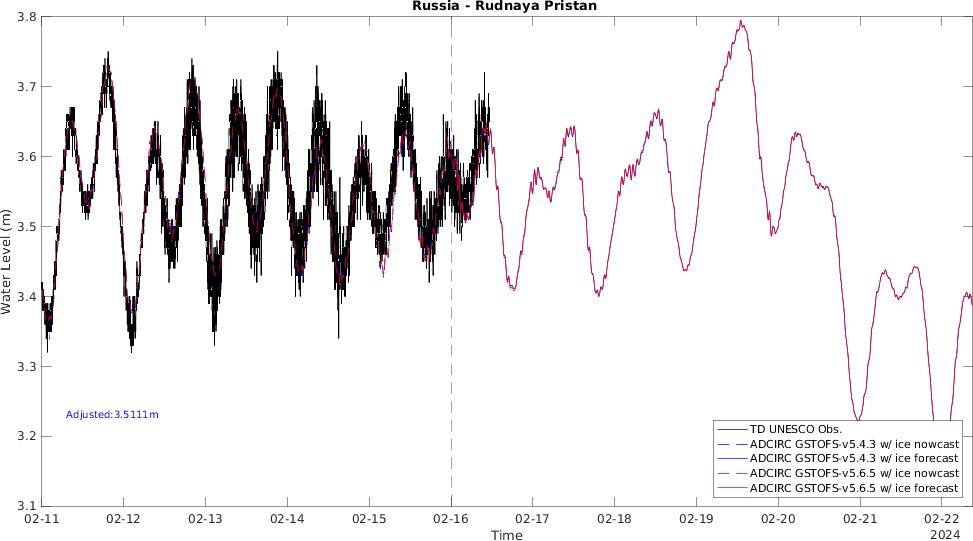 Russia - Rudnaya Pristan
3.8
3.7
3.6
3.5
3.4
3.3
3.2
3.1
Water Level (m)
Adjusted:3.5111m
TD UNESCO Obs.
ADCIRC GSTOFS-v5.4.3 w/ ice nowcast
ADCIRC GSTOFS-v5.4.3 w/ ice forecast
ADCIRC GSTOFS-v5.6.5 w/ ice nowcast
ADCIRC GSTOFS-v5.6.5 w/ ice forecast
02-11 02-12 02-13 02-14 02-15 02-16 02-17 02-18 02-19 02-20 02-21 02-22
2024
Time